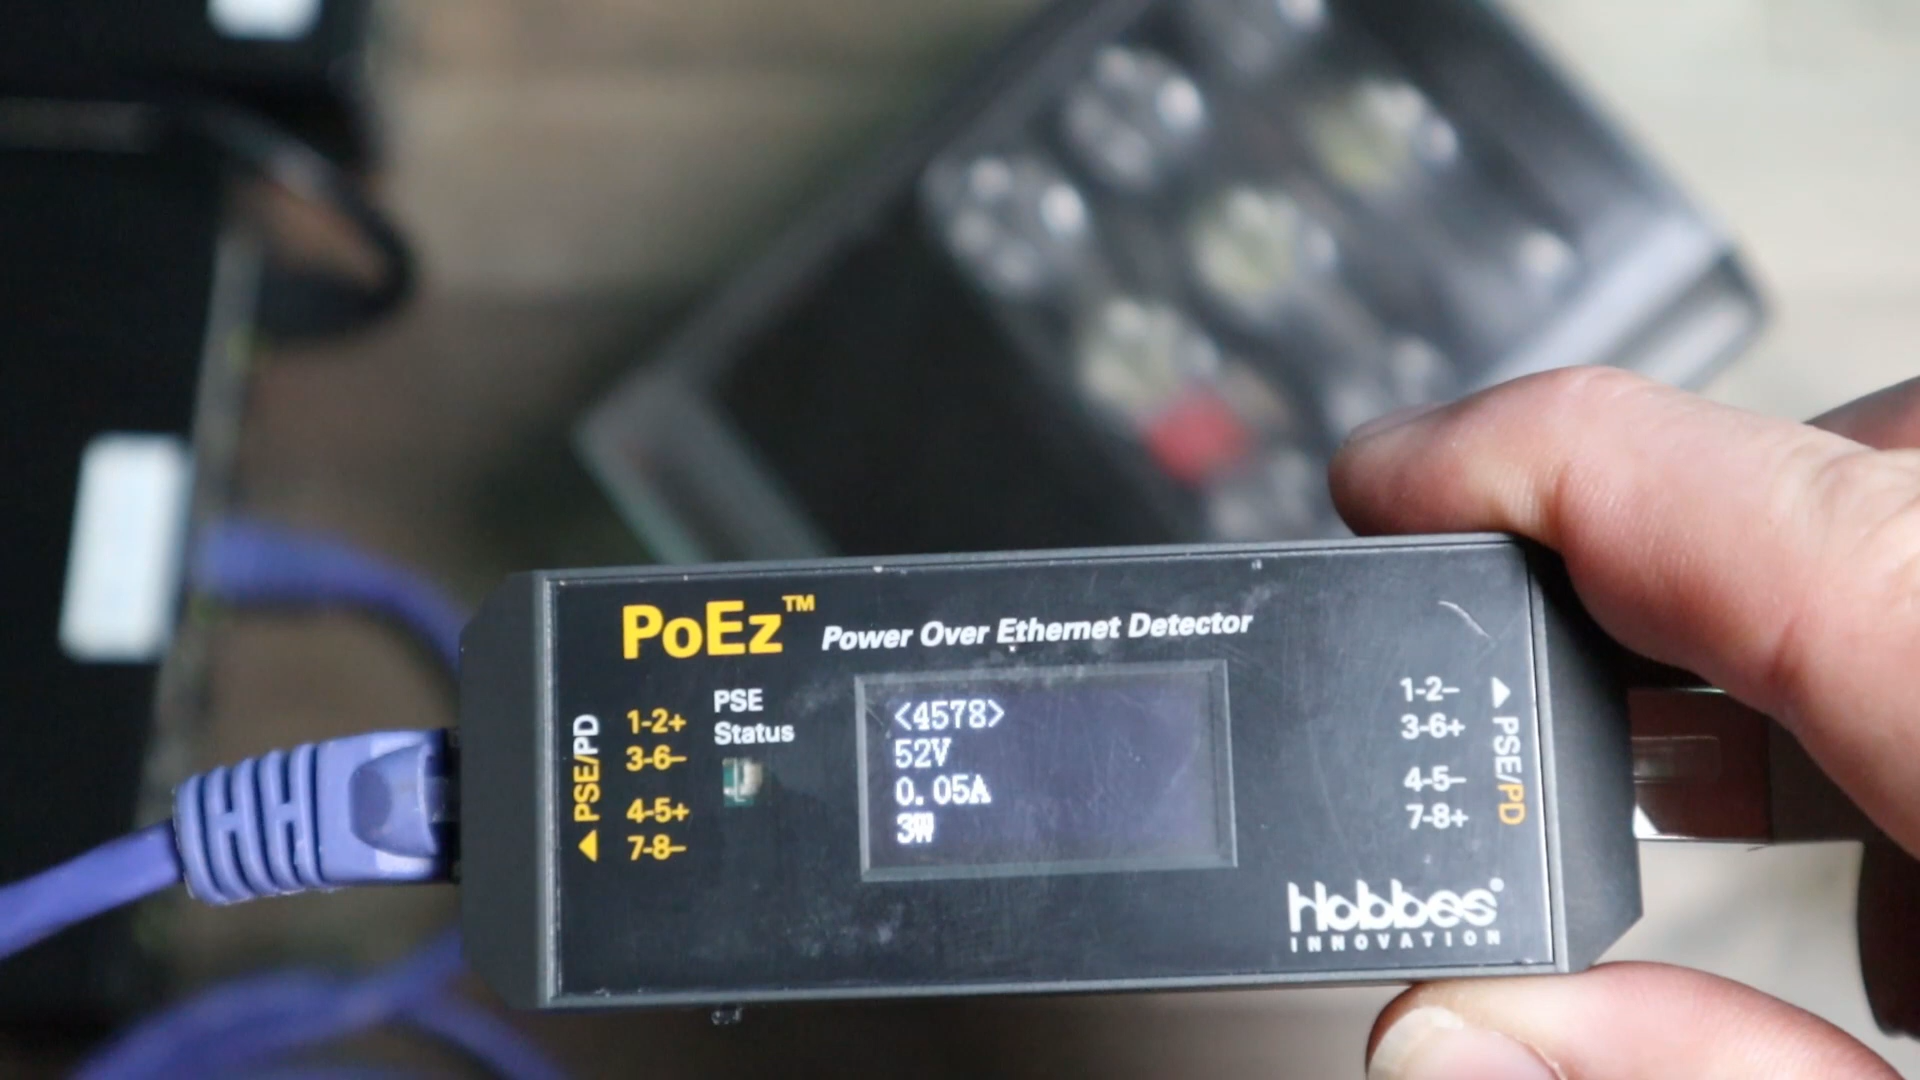 PoEz™ Power Over Ethernet Detector
PSE/PD
1-2+
3-6–
4-5+
7-8–
PSE
Status
<4578>
52V
0.05A
3W
1-2–
3-6+
4-5–
7-8+
PSE/PD
Hobbes®
INNOVATION